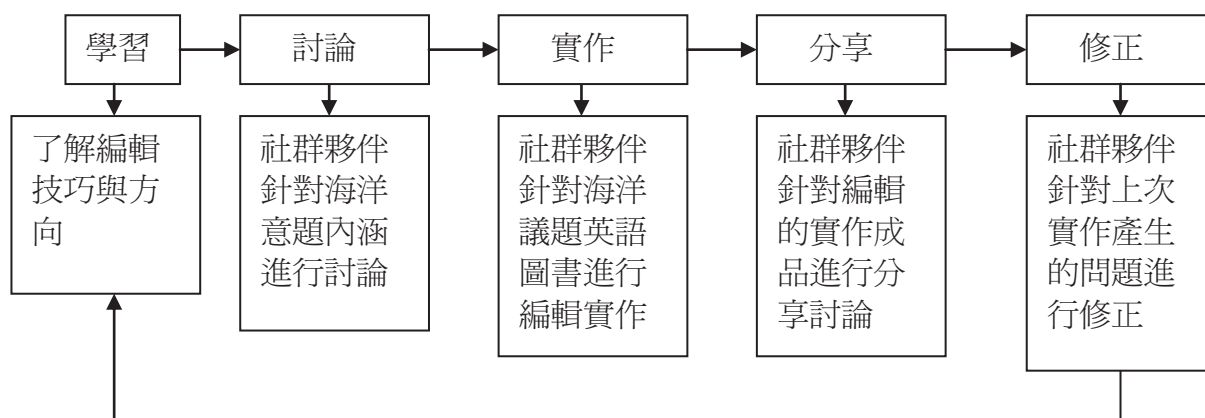 學習
討論
實作
分享
修正
了解編輯
技巧與方
向
社群夥伴
針對海洋
意題內涵
進行討論
社群夥伴
針對海洋
議題英語
圖書進行
編輯實作
社群夥伴
針對編輯
的實作成
品進行分
享討論
社群夥伴
針對上次
實作產生
的問題進
行修正